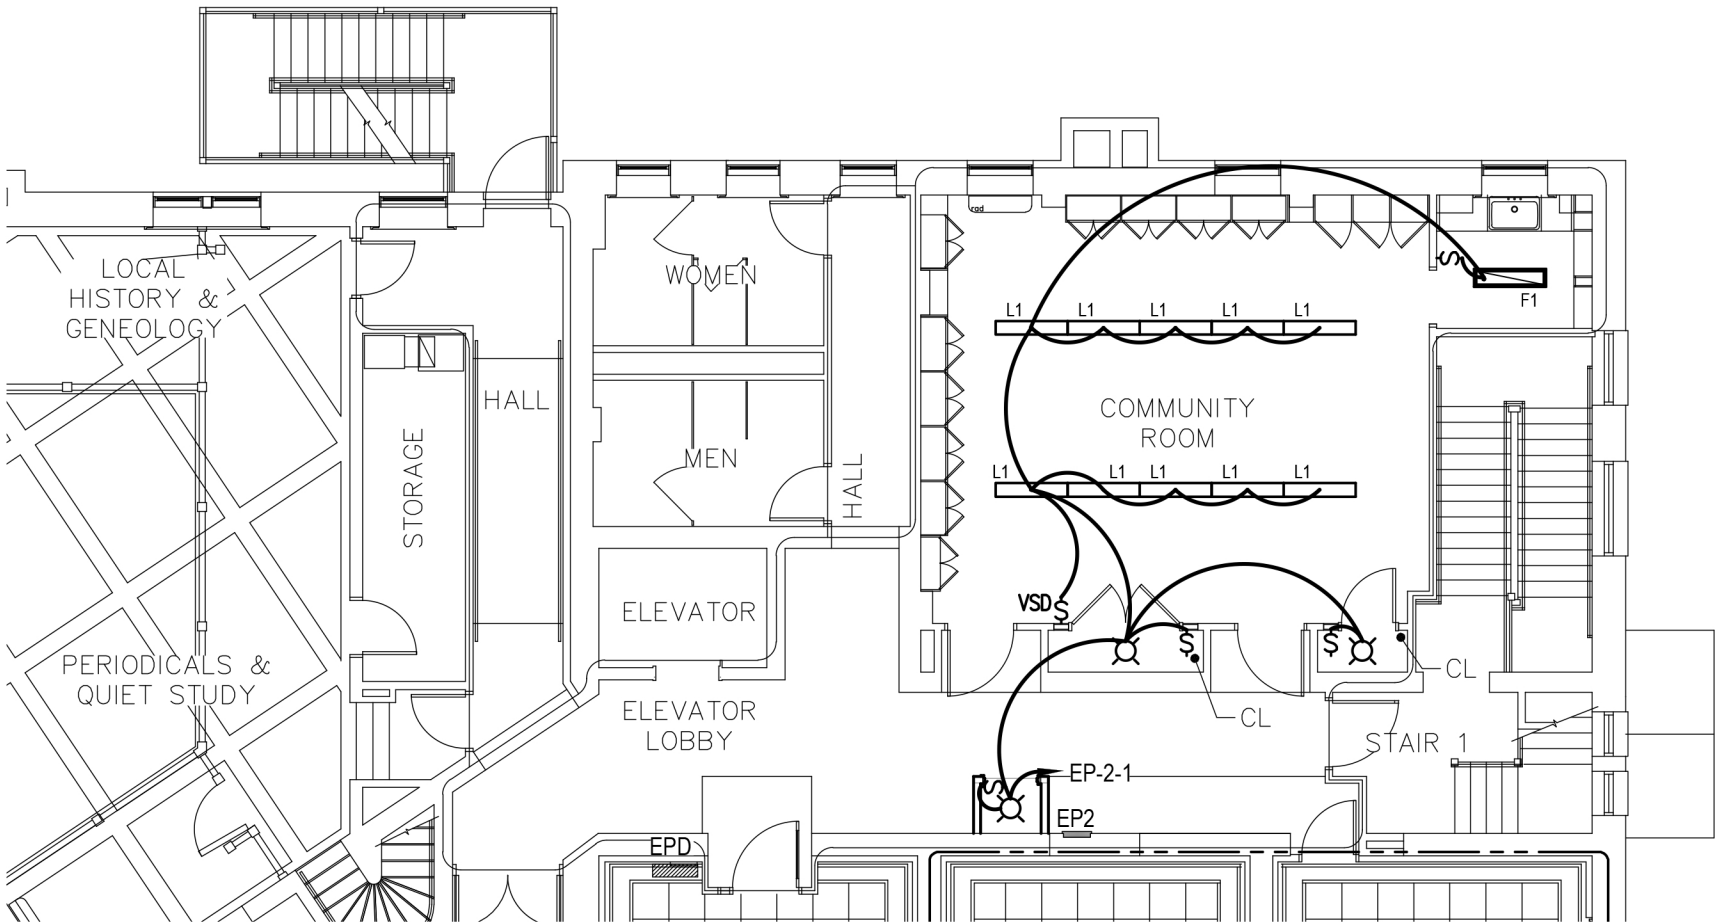 rad
LOCAL
HISTORY &
GENEOLOGY
WOMEN
S
F1
L1 L1 L1 L1 L1
HALL
COMMUNITY
ROOM
STORAGE
MEN
HALL
L1 L1 L1 L1 L1
ELEVATOR
VSD S
S
S
PERIODICALS &
QUIET STUDY
CL
ELEVATOR
LOBBY
CL
STAIR 1
S
EP-2-1
EP2
EPD